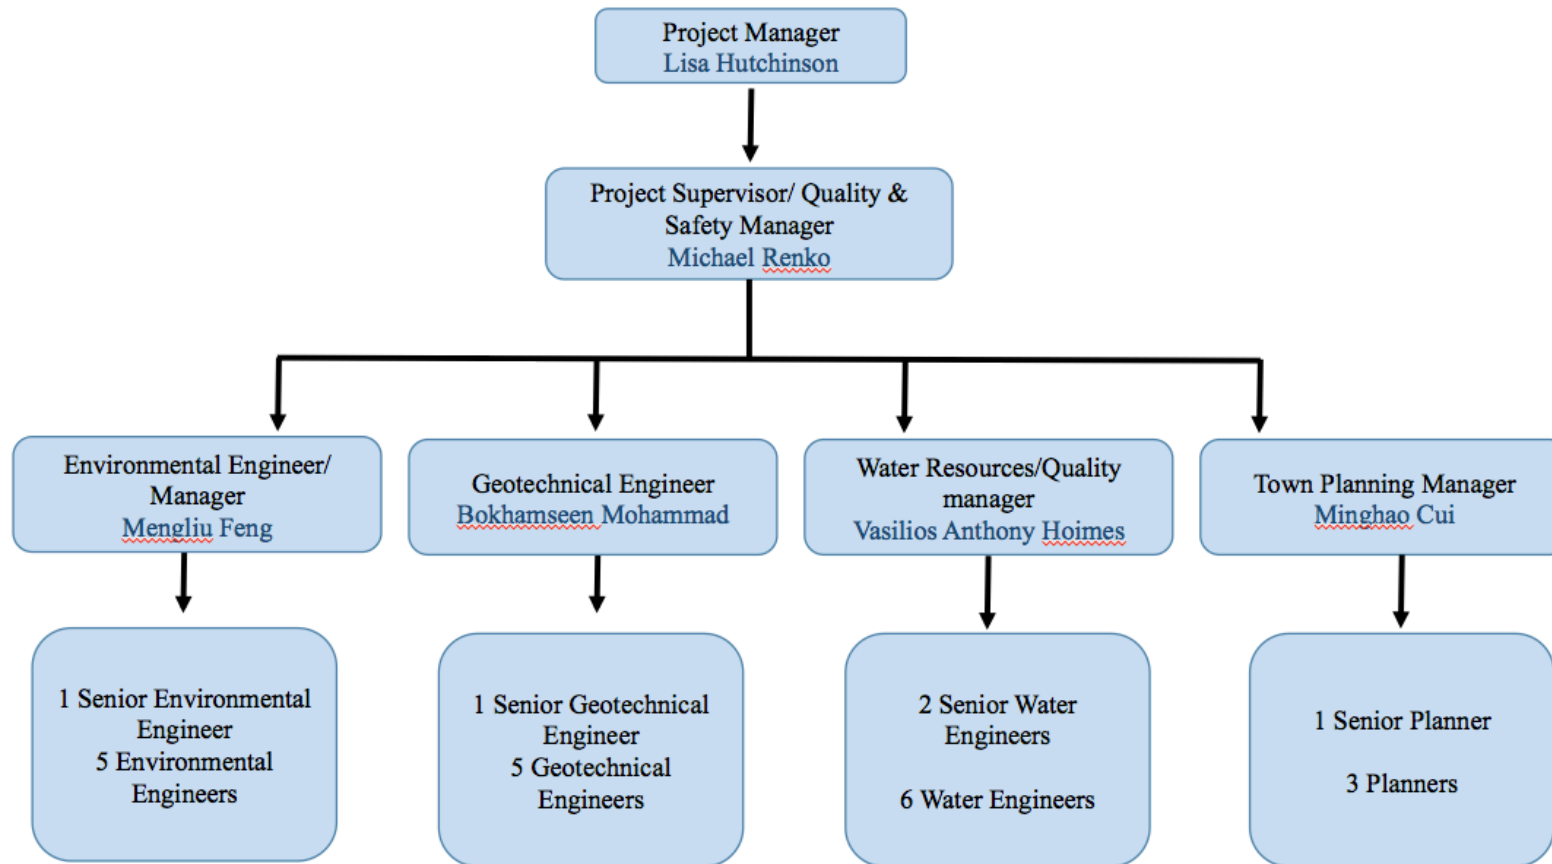 Project Manager
Lisa Hutchinson
Project Supervisor/ Quality &
Safety Manager
Michael Renko
Environmental Engineer/
Manager
Mengliu Feng
Geotechnical Engineer
Bokhamseen Mohammad
Water Resources/Quality
manager
Vasilios Anthony Hoimes
Town Planning Manager
Minghao Cui
1 Senior Environmental
Engineer
5 Environmental
Engineers
1 Senior Geotechnical
Engineer
5 Geotechnical
Engineers
2 Senior Water
Engineers
6 Water Engineers
1 Senior Planner
3 Planners